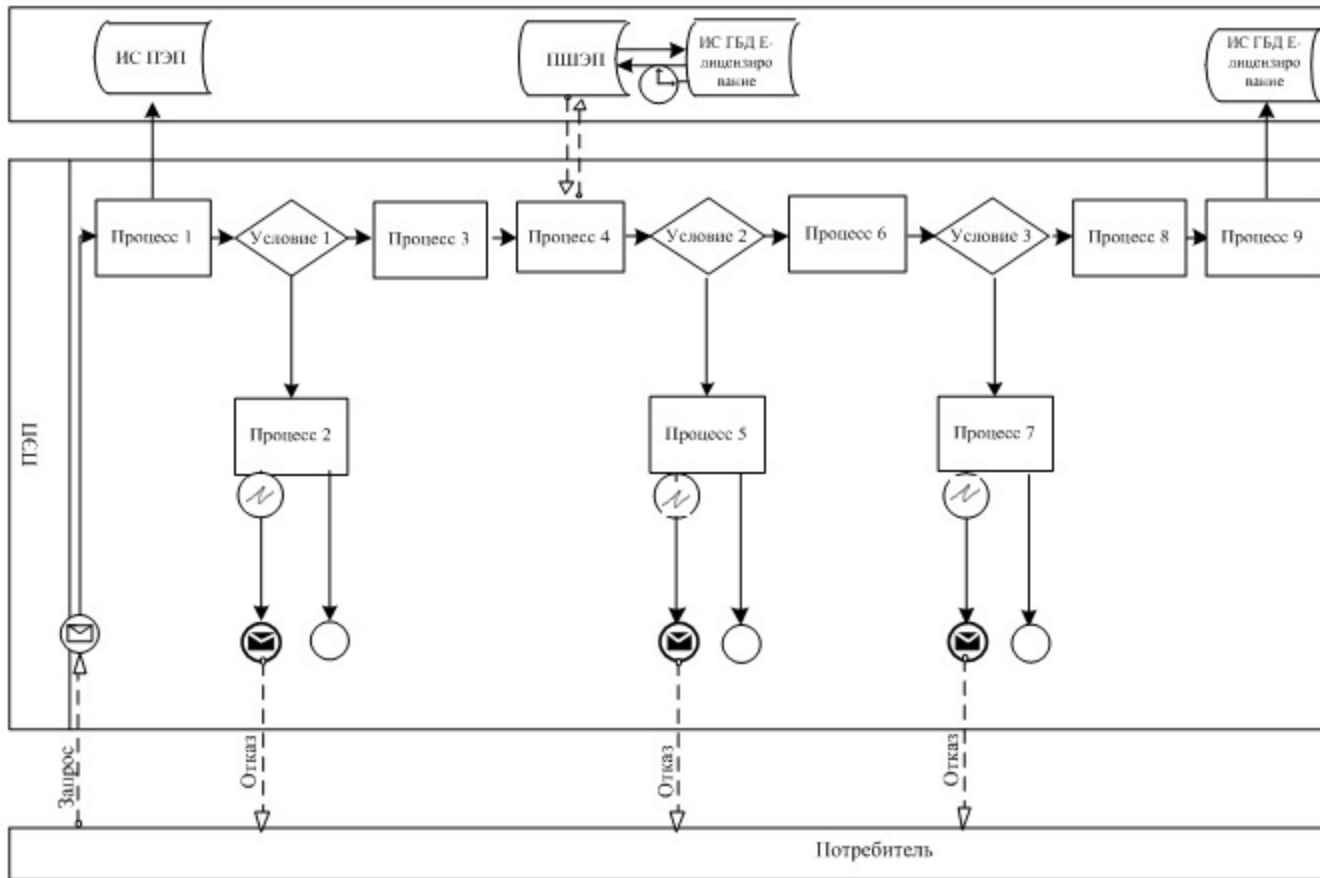 ИС ПЭП
ПШЭП
ИС ГБД Е-
лицензиро
вание
ИС ГБД Е-
лицензиро
вание
Процесс 1
Условие 1
Процесс 3
Процесс 4
Условие 2
Процесс 6
Условие 3
Процесс 8
Процесс 9
ПЭП
Процесс 2
Процесс 5
Процесс 7
Запрос
Отказ
Отказ
Отказ
Потребитель